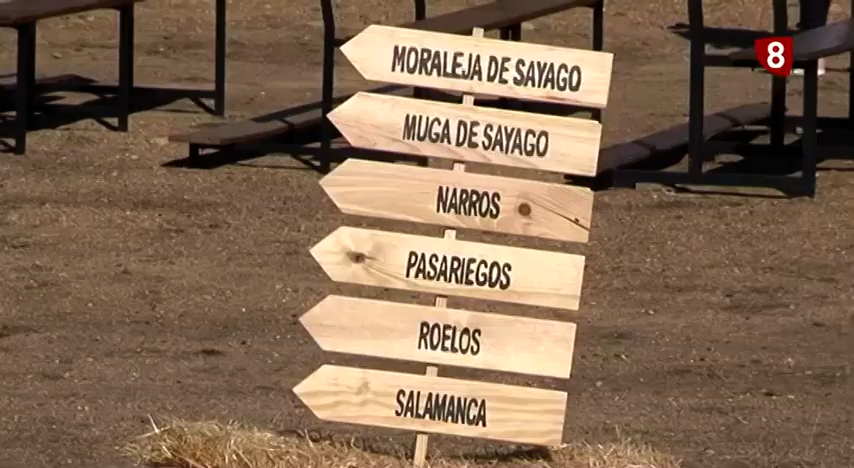 8
MORALEJA DE SAYAGO
MUGA DE SAYAGO
NARROS
PASARIEGOS
ROELOS
SALAMANCA